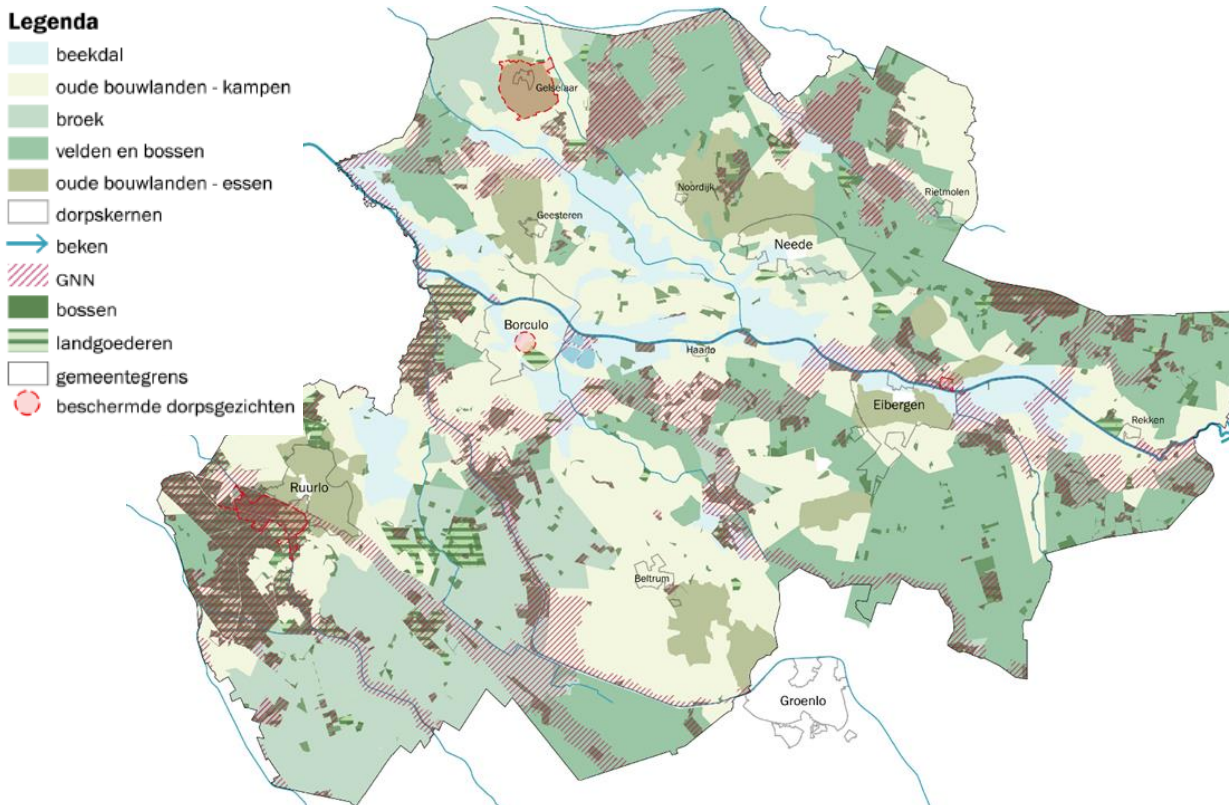 Legenda
beekdal
oude bouwlanden - kampen
broek
velden en bossen
oude bouwlanden - essen
dorpskernen
beken
GNN
bossen
landgoederen
gemeentegrens
beschermde dorpsgezichten
Gelselaar
Noordijk
Rietmolen
Geesteren
Neede
Borculo
Haarlo
Eibergen
Rekken
Ruurlo
Beltrum
Groenlo